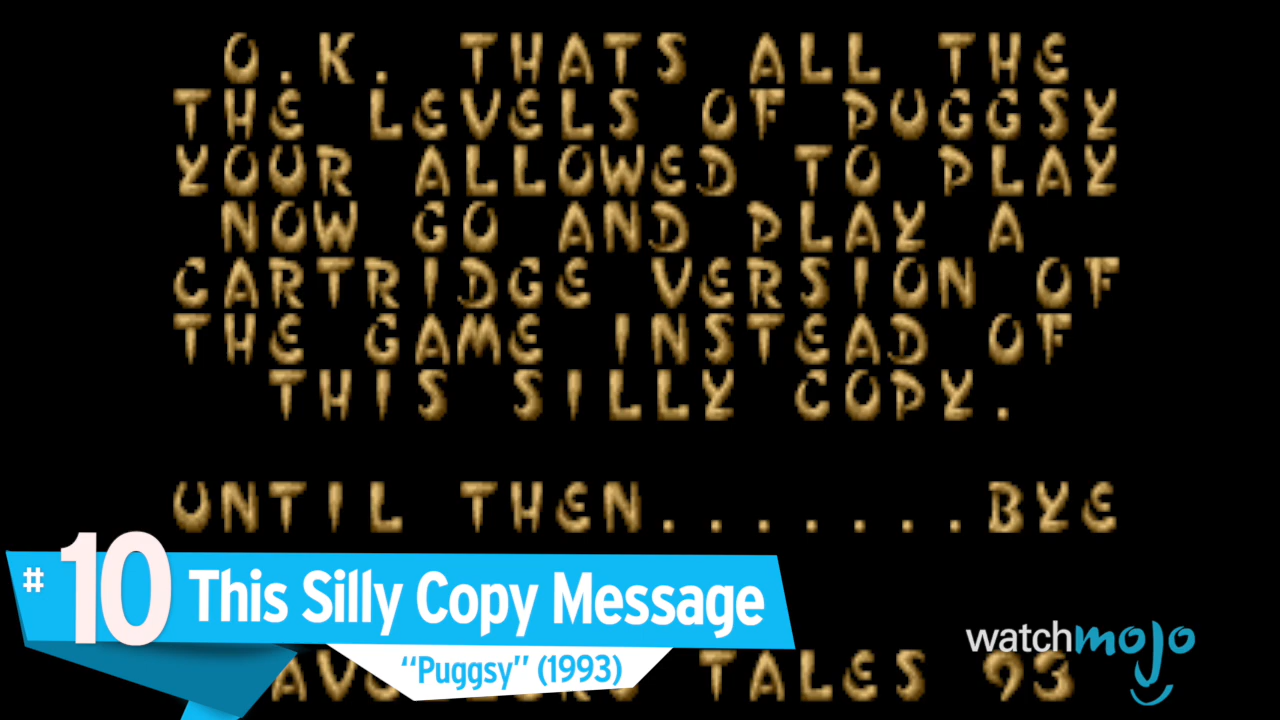 O.K. THATS ALL THE
THE LEVELS OF PUGGSY
YOUR ALLOWED TO PLAY
NOW GO AND PLAY A
CARTRIDGE VERSION OF
THE GAME INSTEAD OF
THIS SILLY COPY.
UNTIL THEN.......BYE
#10 This Silly Copy Message
“Puggsy” (1993)
watchmojo
TALES 93